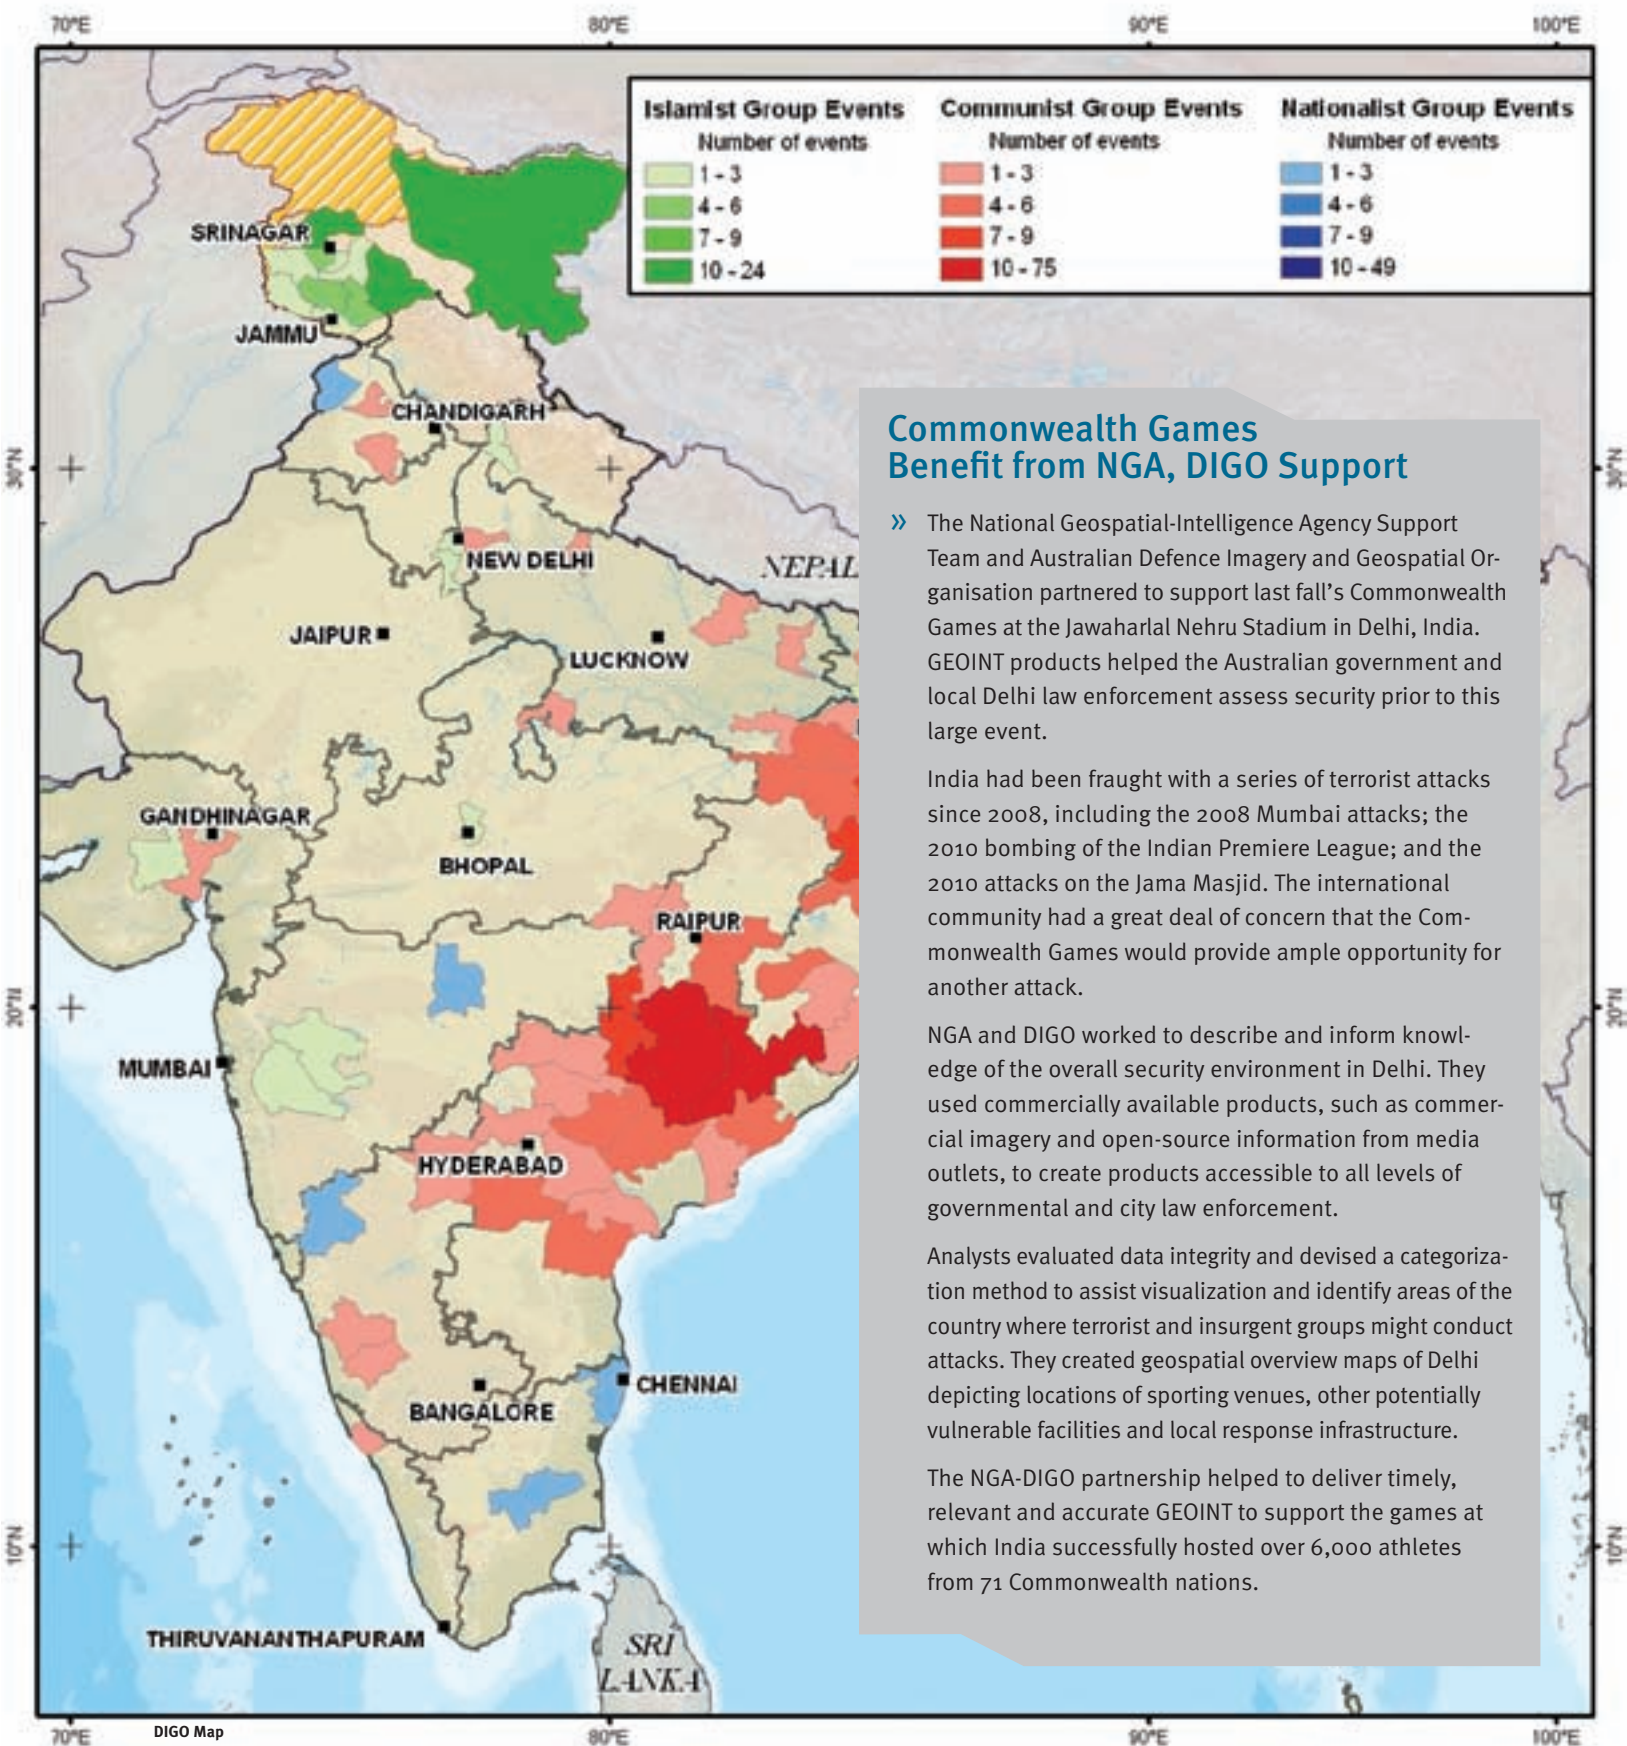 70°E 80°E 90°E 100°E
Islamist Group Events
Number of events
1 - 3
4 - 6
7 - 9
10 - 24
Communist Group Events
Number of events
1 - 3
4 - 6
7 - 9
10 - 75
Nationalist Group Events
Number of events
1 - 3
4 - 6
7 - 9
10 - 49
SRINAGAR
JAMMU
CHANDIGARH
30°N
30°N
NEW DELHI
NEPAL
JAIPUR
LUCKNOW
GANDHINAGAR
BHOPAL
RAIPUR
20°N
20°N
MUMBAI
HYDERABAD
CHENNAI
BANGALORE
10°N
10°N
THIRUVANANTHAPURAM
SRI
LANKA
70°E 80°E 90°E 100°E
DIGO Map
Commonwealth Games
Benefit from NGA, DIGO Support
» The National Geospatial-Intelligence Agency Support
Team and Australian Defence Imagery and Geospatial Or-
ganisation partnered to support last fall's Commonwealth
Games at the Jawaharlal Nehru Stadium in Delhi, India.
GEOINT products helped the Australian government and
local Delhi law enforcement assess security prior to this
large event.
India had been fraught with a series of terrorist attacks
since 2008, including the 2008 Mumbai attacks; the
2010 bombing of the Indian Premiere League; and the
2010 attacks on the Jama Masjid. The international
community had a great deal of concern that the Com-
monwealth Games would provide ample opportunity for
another attack.
NGA and DIGO worked to describe and inform knowl-
edge of the overall security environment in Delhi. They
used commercially available products, such as commer-
cial imagery and open-source information from media
outlets, to create products accessible to all levels of
governmental and city law enforcement.
Analysts evaluated data integrity and devised a categoriza-
tion method to assist visualization and identify areas of the
country where terrorist and insurgent groups might conduct
attacks. They created geospatial overview maps of Delhi
depicting locations of sporting venues, other potentially
vulnerable facilities and local response infrastructure.
The NGA-DIGO partnership helped to deliver timely,
relevant and accurate GEOINT to support the games at
which India successfully hosted over 6,000 athletes
from 71 Commonwealth nations.